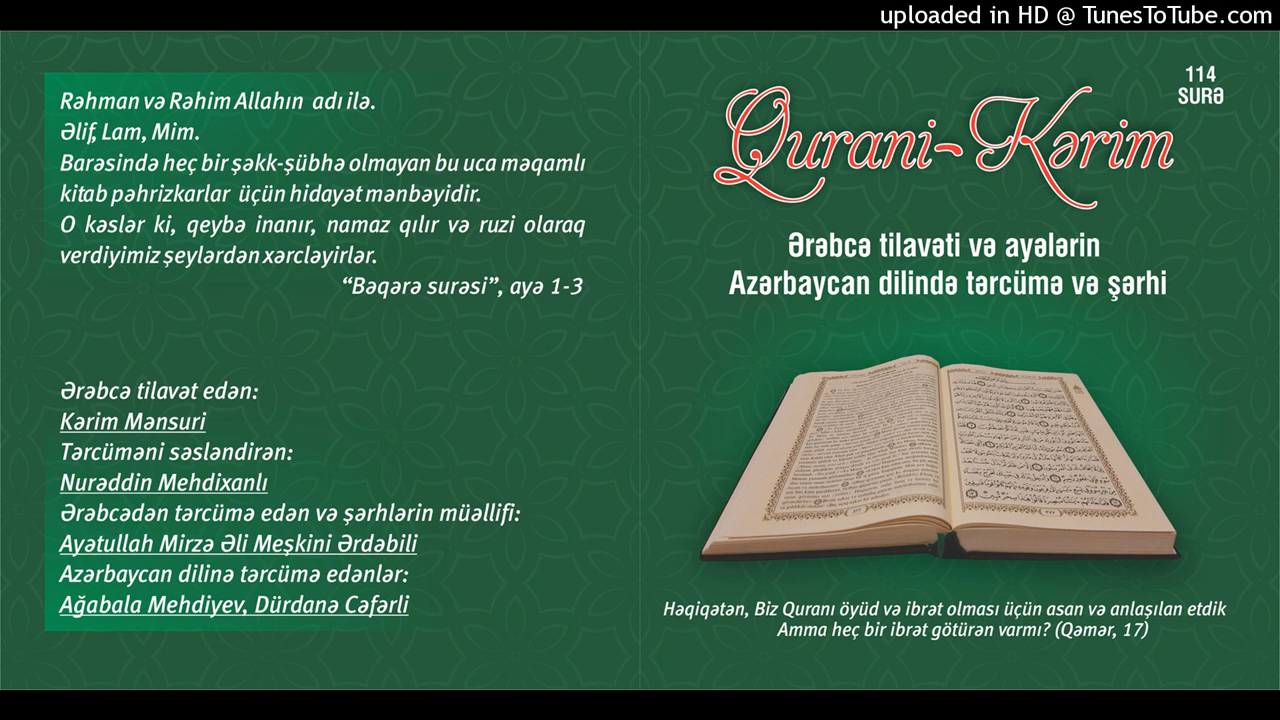 uploaded in HD @ TunesToTube.com
Rəhman və Rəhim Allahın adı ilə.
Əlif, Lam, Mim.
Barəsində heç bir şəkk-şübhə olmayan bu uca məqamlı
kitab pəhrizkarlar üçün hidayət mənbəyidir.
O kəslər ki, qeybə inanır, namaz qılır və ruzi olaraq
verdiyimiz şeylərdən xərcləyirlər.
“Bəqərə surəsi”, ayə 1-3
Ərəbcə tilavət edən:
Kərim Mənsuri
Tərcüməni səsləndirən:
Nurəddin Mehdixanlı
Ərəbcədən tərcümə edən və şərhlərin müəllifi:
Ayətullah Mirzə Əli Meşkini Ərdəbili
Azərbaycan dilinə tərcümə edənlər:
Ağabala Mehdiyev, Dürdanə Cəfərli
114
SURƏ
Qurani-Kərim
Ərəbcə tilavəti və ayələrin
Azərbaycan dilində tərcümə və şərhi
Həqiqətən, Biz Quranı öyüd və ibrət olması üçün asan və anlaşılan etdik
Amma heç bir ibrət götürən varmı? (Qəmər, 17)